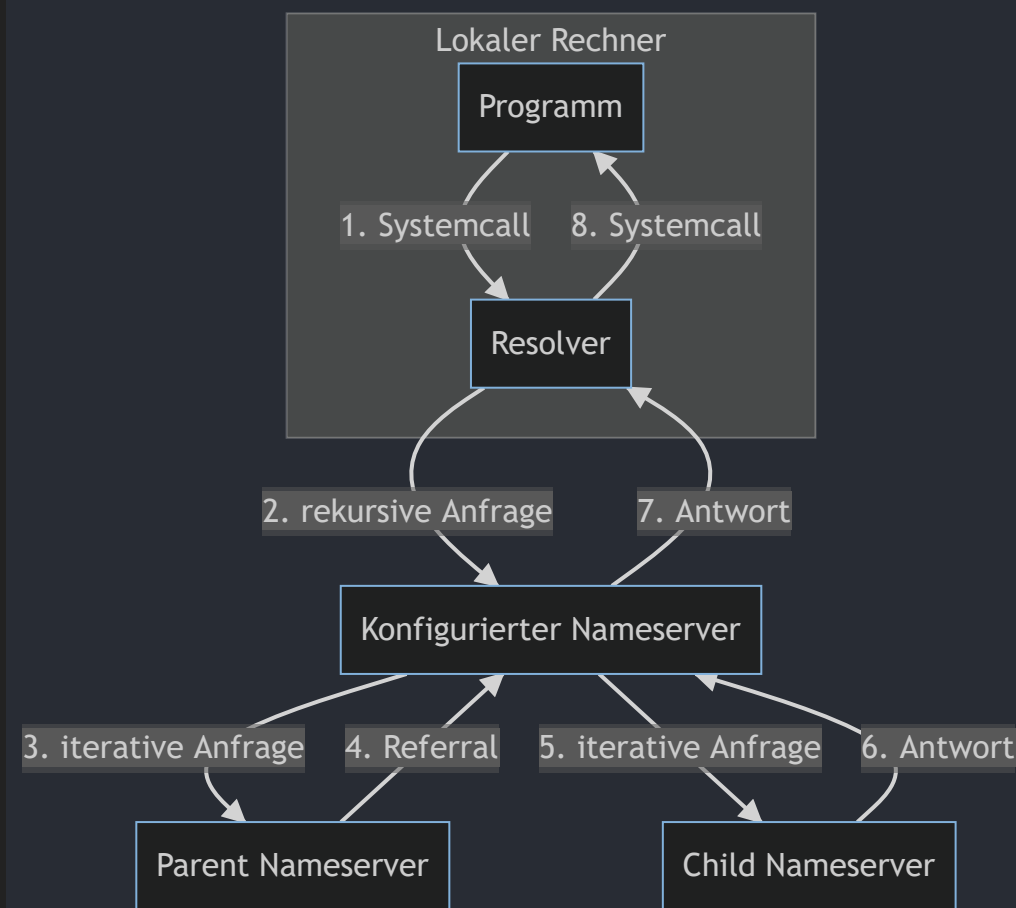 Lokaler Rechner
Programm
1. Systemcall
8. Systemcall
Resolver
2. rekursive Anfrage
7. Antwort
Konfigurierter Nameserver
3. iterative Anfrage
4. Referral
5. iterative Anfrage
6. Antwort
Parent Nameserver
Child Nameserver